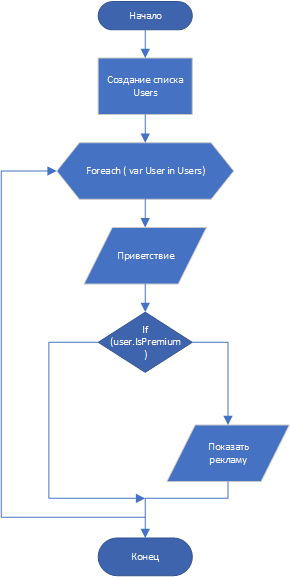 Начало
Создание списка
Users
Foreach ( var User in Users)
Приветствие
If
(user.IsPremium
)
Показать
рекламу
Конец